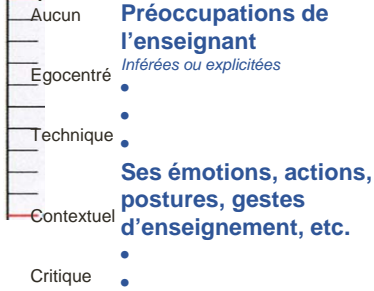 Aucun
Préoccupations de
l'enseignant
Inférées ou explicitées
Egocentré
•
•
Technique
•
Ses émotions, actions,
postures, gestes
d'enseignement, etc.
Contextuel
•
Critique
•